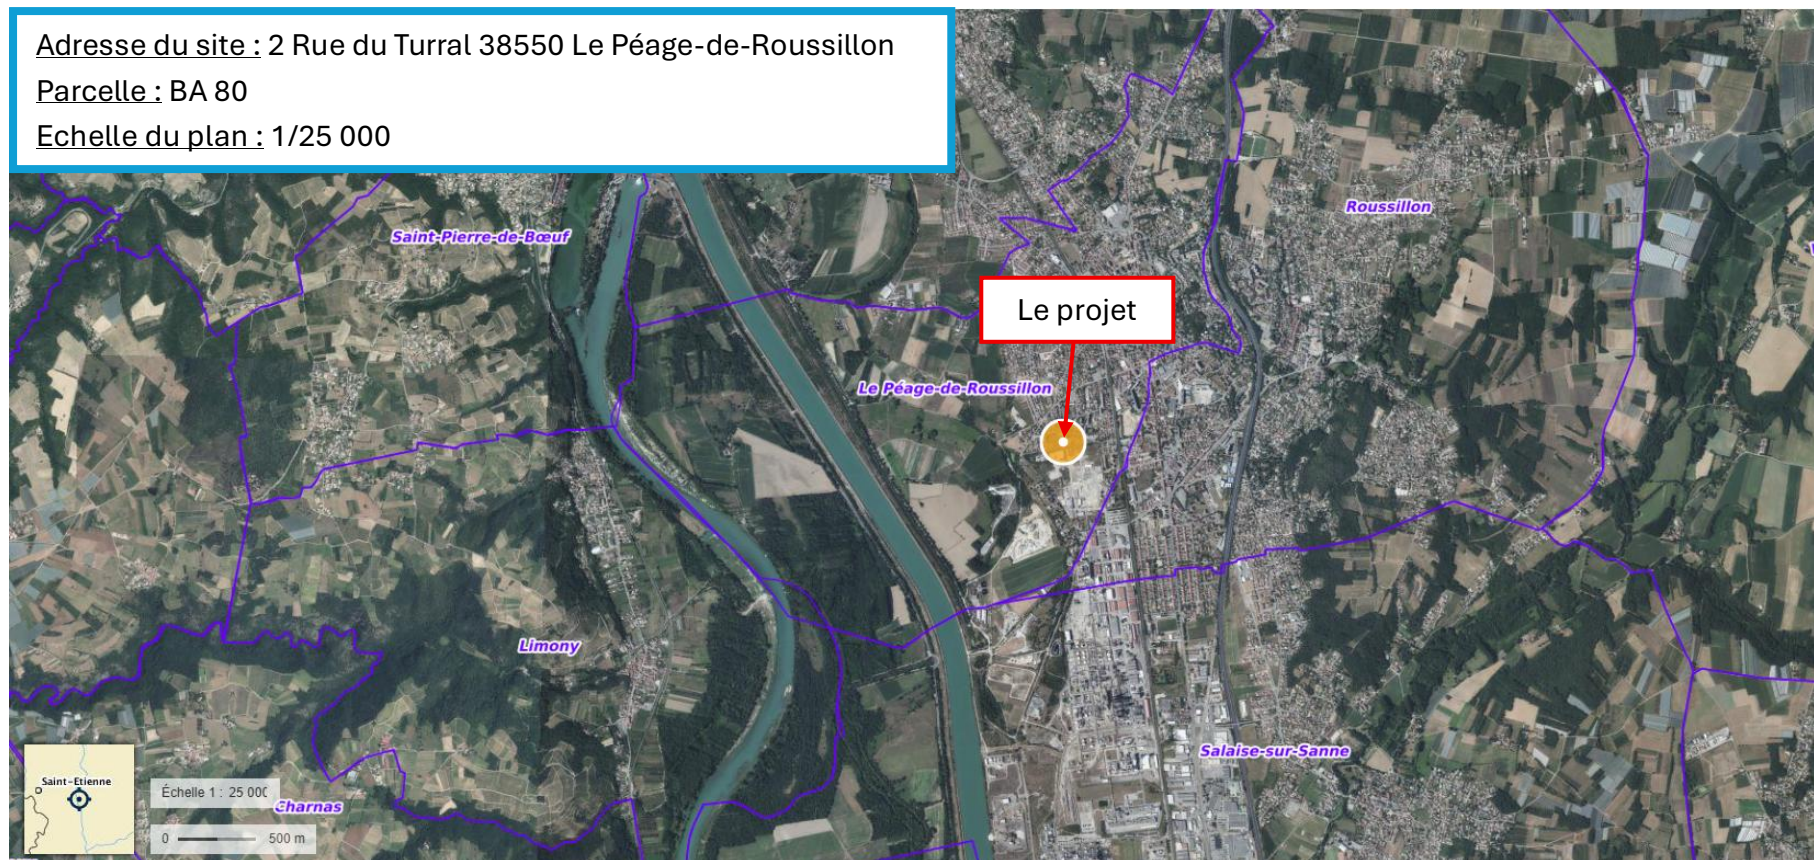 Adresse du site : 2 Rue du Turral 38550 Le Péage-de-Roussillon
Parcelle : BA 80
Echelle du plan : 1/25 000
Roussillon
Saint-Pierre-de-Bœuf
Le projet
Le Péage-de-Roussillon
Limony
Salaise-sur-Sanne
Saint-Etienne
Échelle 1 : 25 000
Charnas
0 500 m